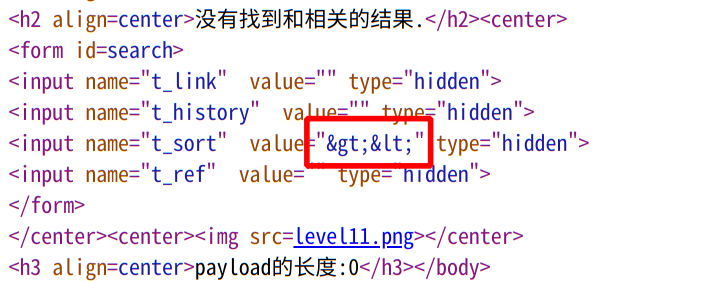 <h2 align=center>没有找到和相关的结果.</h2><center>
<form id=search>
<input name="t_link"  value="" type="hidden">
<input name="t_history"  value="" type="hidden">
<input name="t_sort"  value="&gt;&lt;" type="hidden">
<input name="t_ref"  value="" type="hidden">
</form>
</center><center><img src=level11.png></center>
<h3 align=center>payload的长度:0</h3></body>